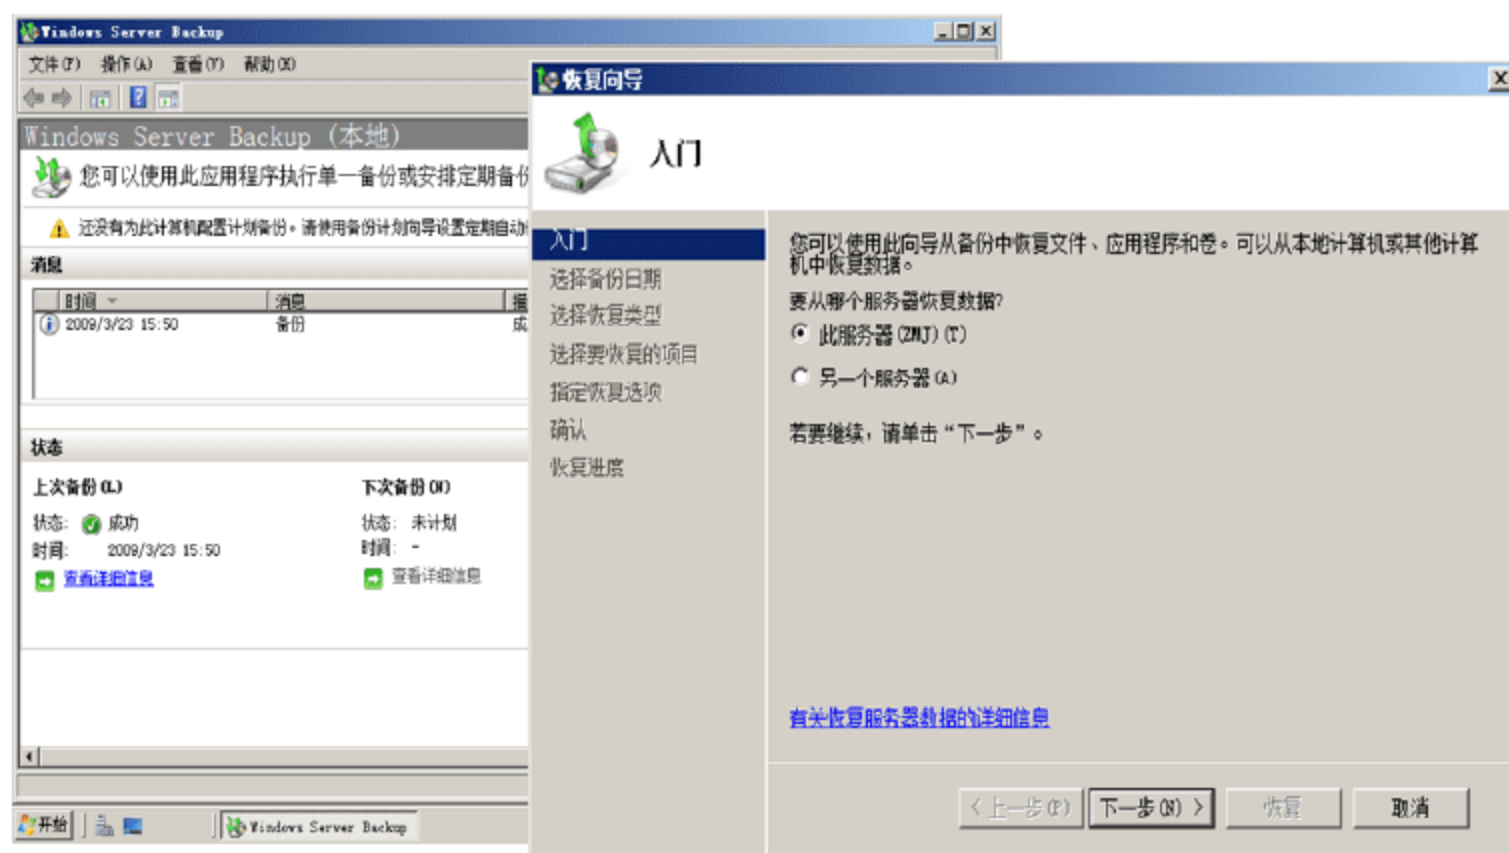 Windows Server Backup
文件(F) 操作(A) 查看(V) 帮助(H)
Windows Server Backup (本地)
您可以使用此应用程序执行单一备份或安排定期备份
还没有为此计算机配置计划备份。请使用备份计划向导设置定期自动
消息
时间 消息 描
2009/3/23 15:50 备份 成
状态
上次备份(L)
状态: 成功
时间: 2009/3/23 15:50
查看详细信息
下次备份(N)
状态: 未计划
时间: -
查看详细信息
开始
Windows Server Backup
恢复向导
入门
入门
选择备份日期
选择恢复类型
选择要恢复的项目
指定恢复选项
确认
恢复进度
您可以使用此向导从备份中恢复文件、应用程序和卷。可以从本地计算机或其他计算
机中恢复数据。
要从哪个服务器恢复数据?
此服务器(ZMJ)(T)
另一个服务器(A)
若要继续，请单击“下一步”。
有关恢复服务器数据的详细信息
< 上一步(P) 下一步(N) > 恢复 取消